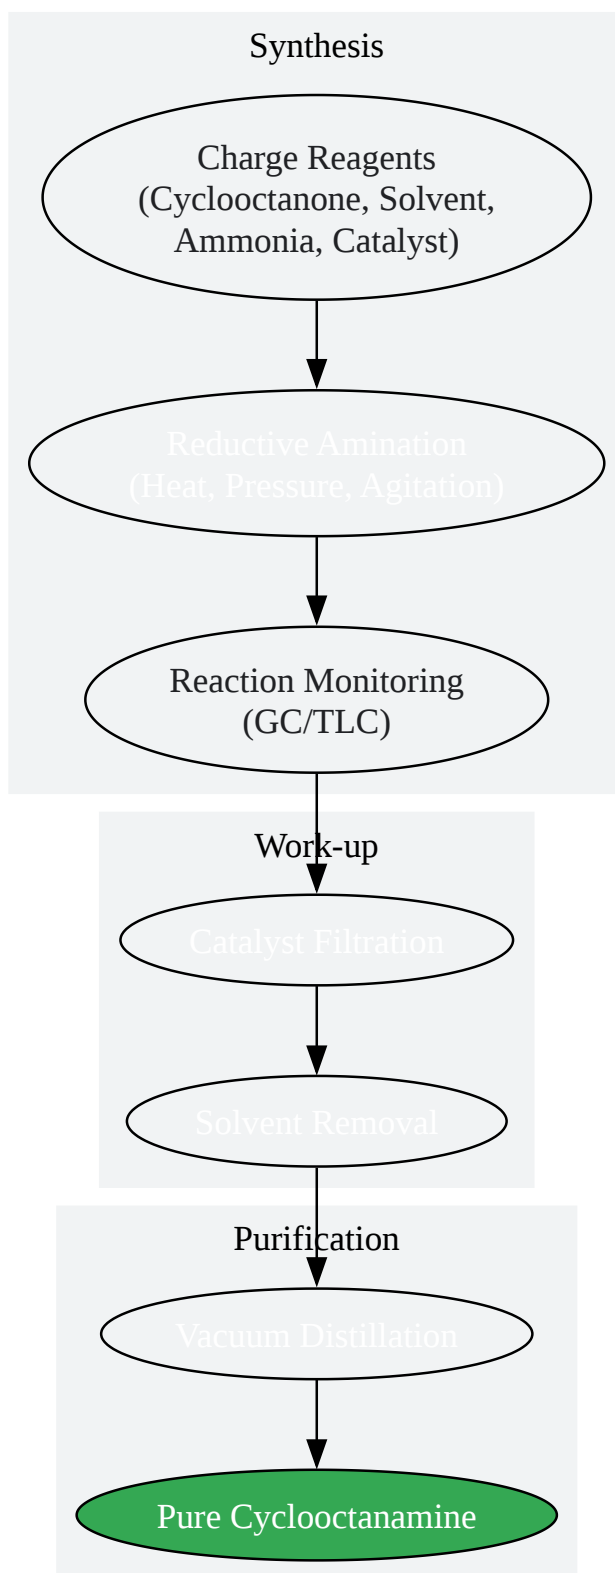 Synthesis
Charge Reagents
(Cyclooctanone, Solvent,
Ammonia, Catalyst)
Reductive Amination
(Heat, Pressure, Agitation)
Reaction Monitoring
(GC/TLC)
Work-up
Catalyst Filtration
Solvent Removal
Purification
Vacuum Distillation
Pure Cyclooctanamine